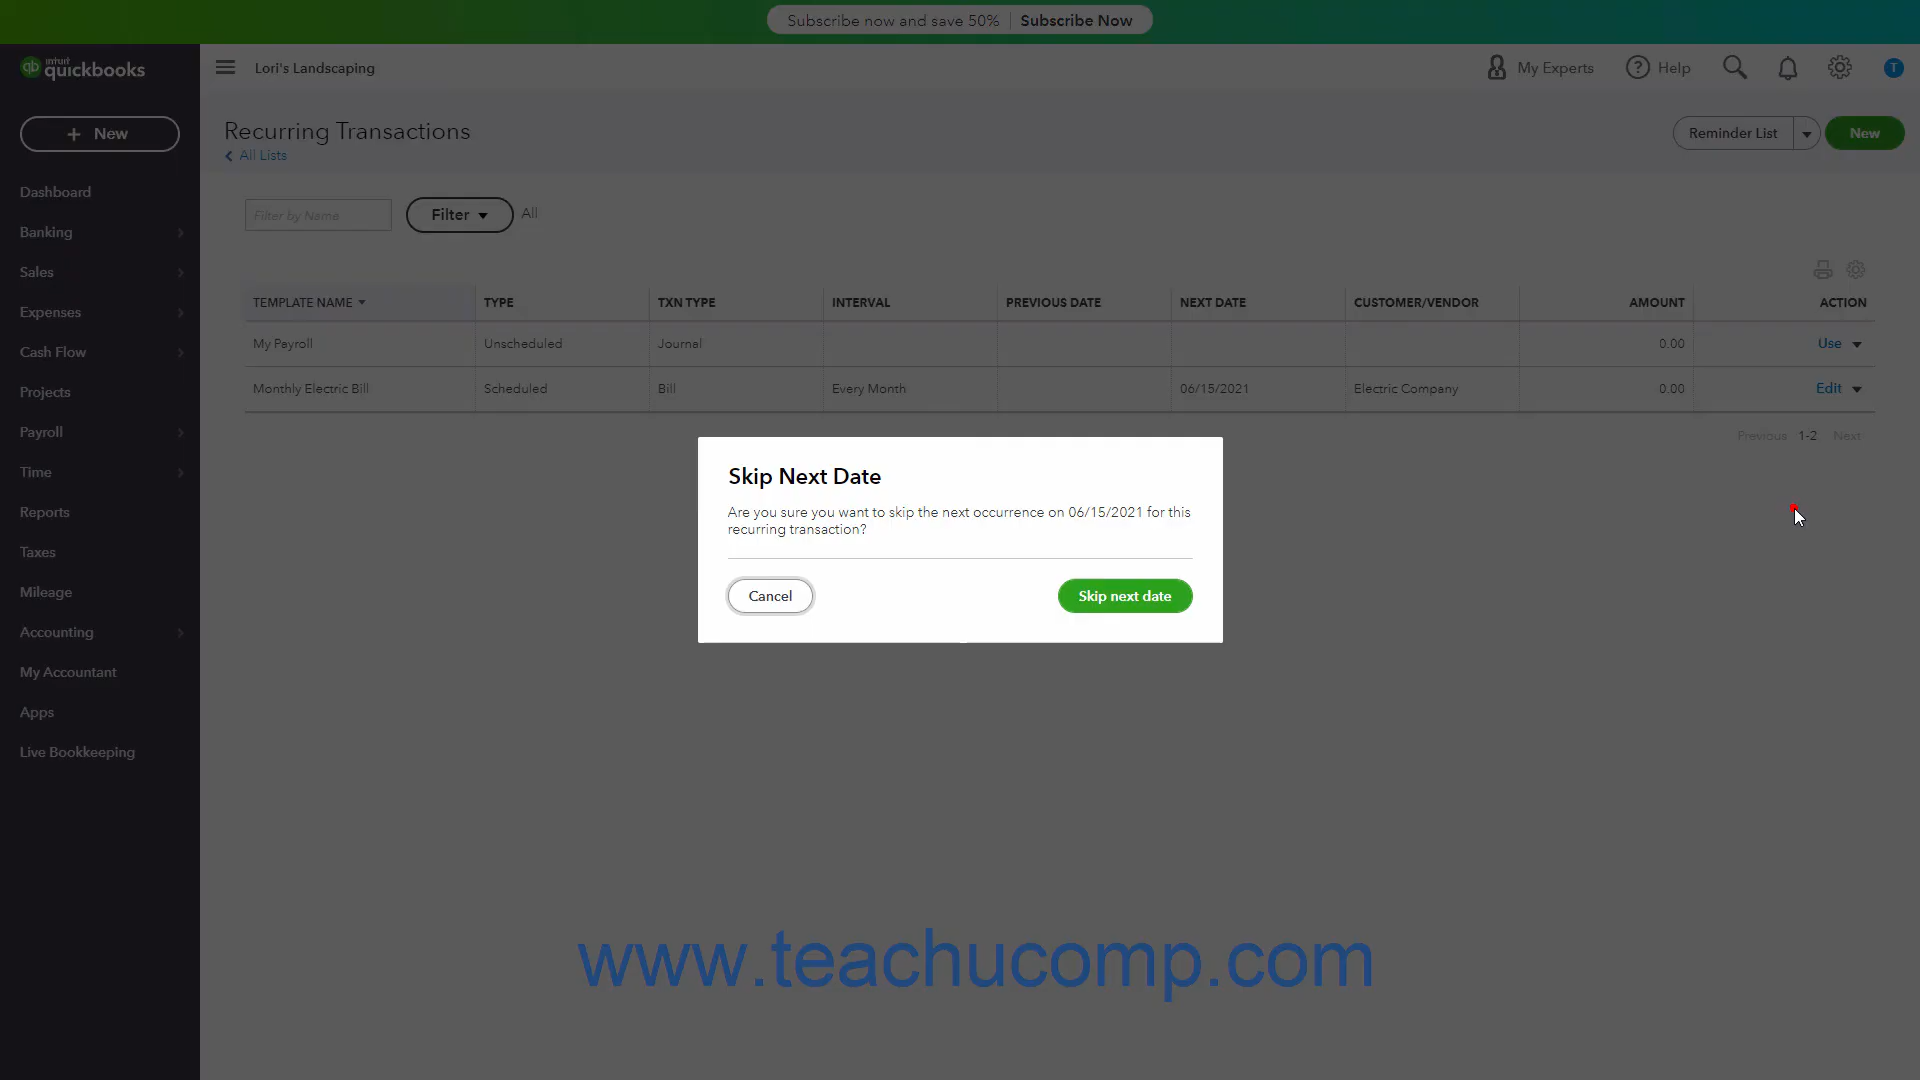 Subscribe now and save 50% Subscribe Now
intuit
quickbooks
Lori's Landscaping
My Experts
Help
T
+ New
Recurring Transactions
All Lists
Reminder List
New
Dashboard
Banking
Sales
Expenses
Cash Flow
Projects
Payroll
Time
Reports
Taxes
Mileage
Accounting
My Accountant
Apps
Live Bookkeeping
Filter by Name
Filter
All
TEMPLATE NAME TYPE TXN TYPE INTERVAL PREVIOUS DATE NEXT DATE CUSTOMER/VENDOR AMOUNT ACTION
My Payroll Unscheduled Journal 0.00 Use
Monthly Electric Bill Scheduled Bill Every Month 06/15/2021 Electric Company 0.00 Edit
Previous 1-2 Next
Skip Next Date
Are you sure you want to skip the next occurrence on 06/15/2021 for this
recurring transaction?
Cancel
Skip next date
www.teachucomp.com